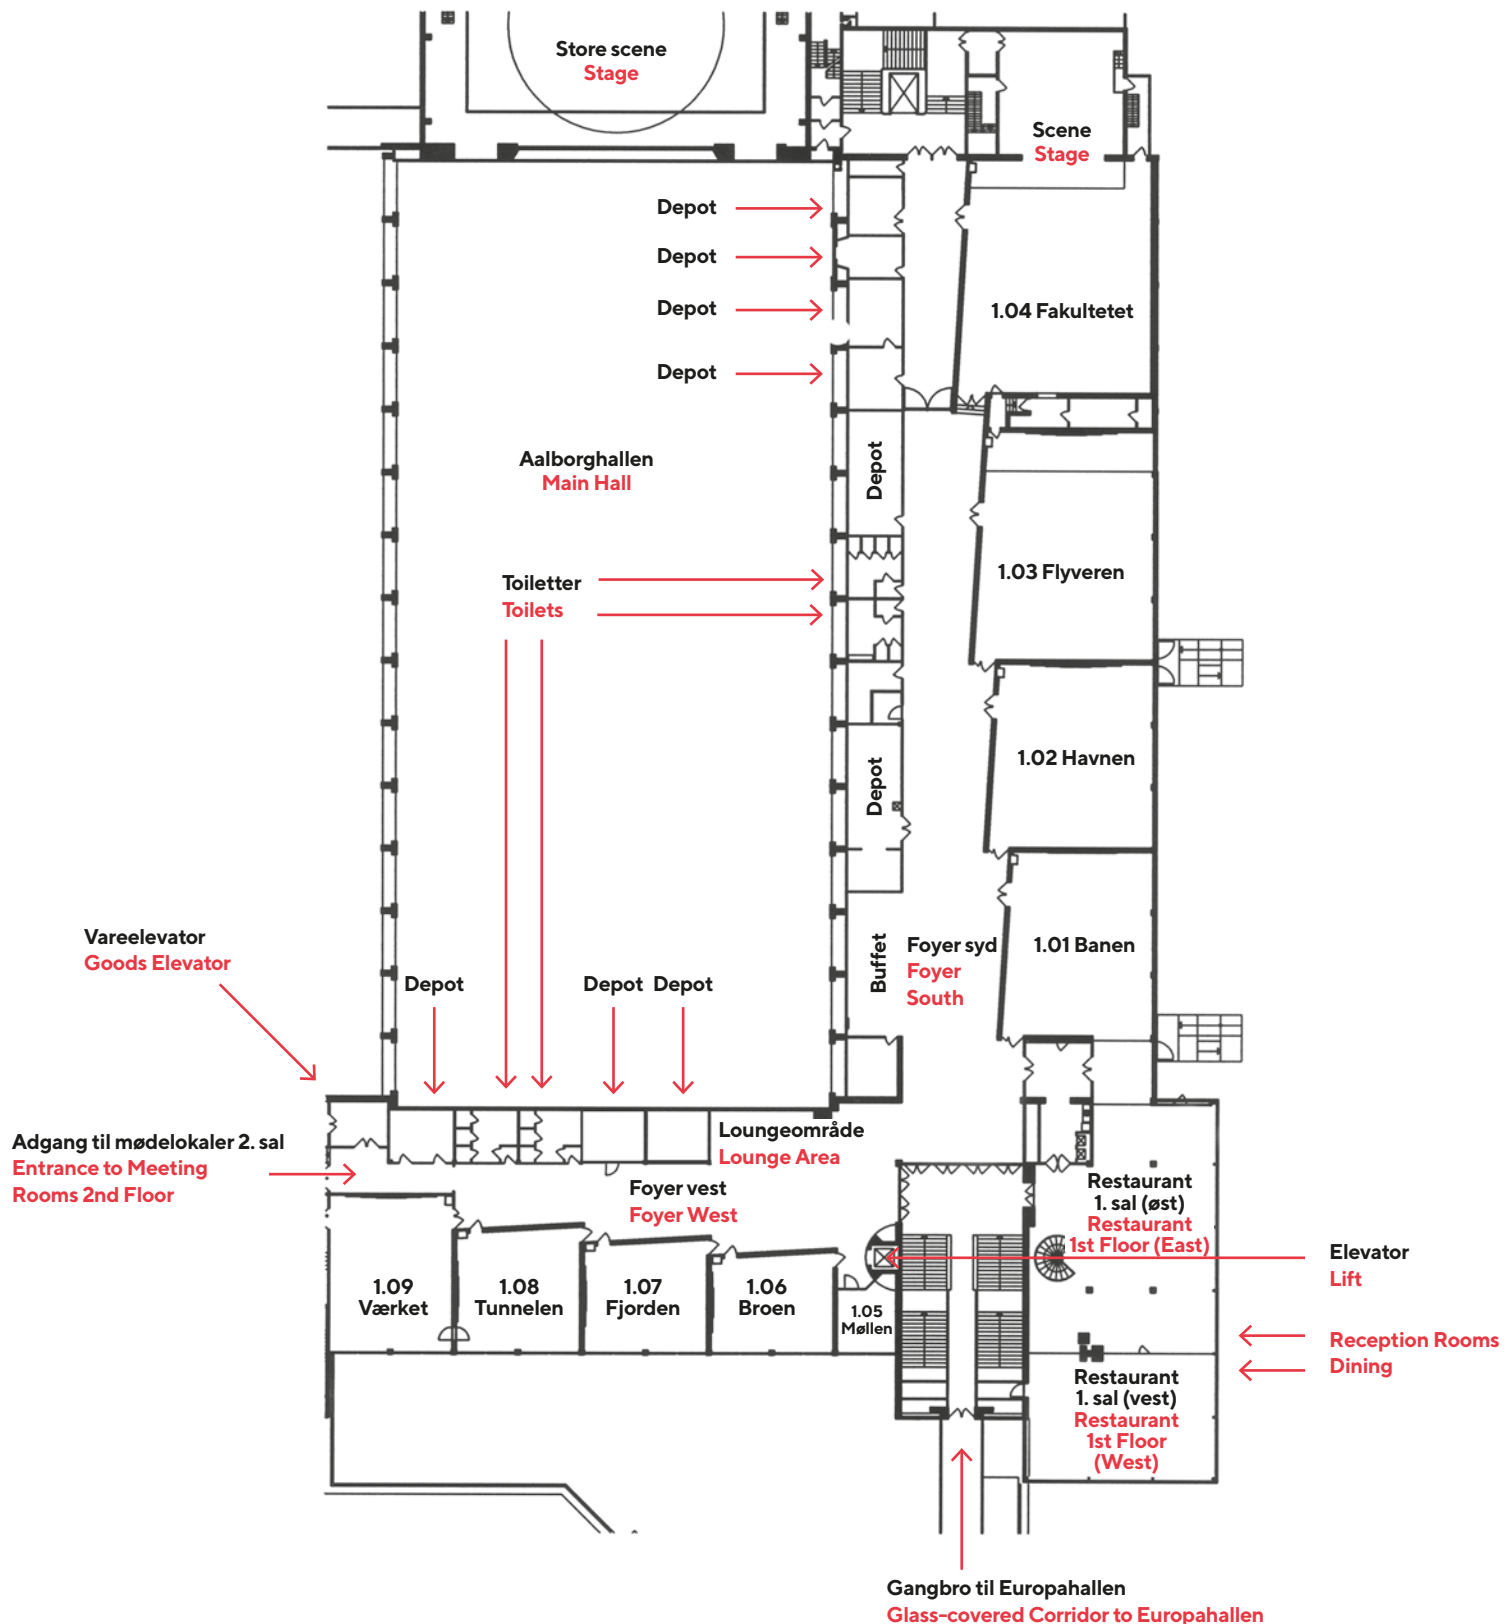 Store scene
Stage
Scene
Stage
Depot
Depot
Depot
Depot
1.04 Fakultetet
Aalborghallen
Main Hall
Depot
Toiletter
Toilets
1.03 Flyveren
1.02 Havnen
Depot
Vareelevator
Goods Elevator
Buffet
Foyer syd
Foyer
South
1.01 Banen
Depot
Depot
Depot
Adgang til mødelokaler 2. sal
Entrance to Meeting
Rooms 2nd Floor
Loungeområde
Lounge Area
Foyer vest
Foyer West
Restaurant
1. sal (øst)
Restaurant
1st Floor (East)
Elevator
Lift
1.09
Værket
1.08
Tunnelen
1.07
Fjorden
1.06
Broen
1.05
Møllen
Reception Rooms
Dining
Restaurant
1. sal (vest)
Restaurant
1st Floor
(West)
Gangbro til Europahallen
Glass-covered Corridor to Europahallen